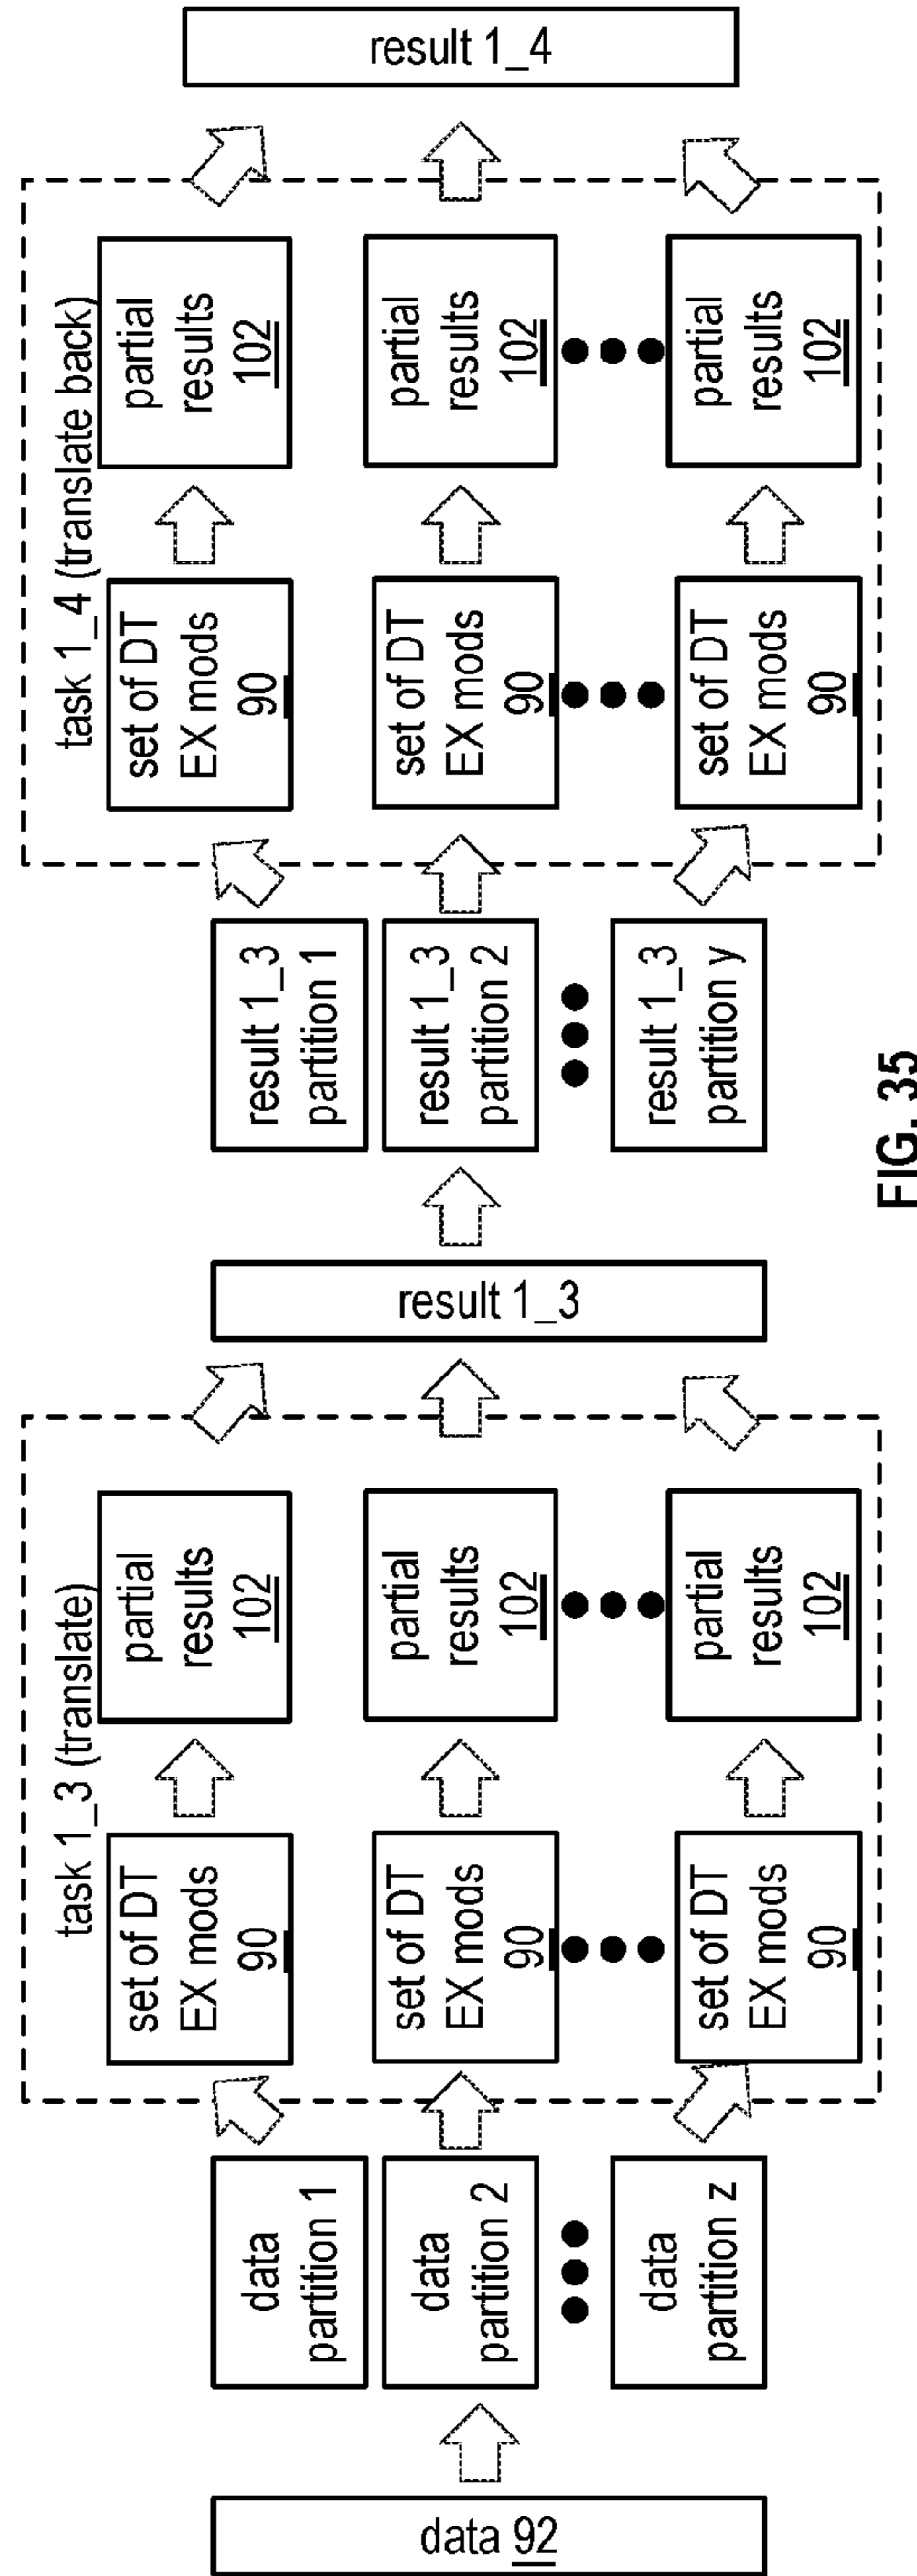 data 92
data
partition 1
data
partition 2
data
partition z
task 1_3 (translate)
set of DT
EX mods
90
partial
results
102
set of DT
EX mods
90
partial
results
102
set of DT
EX mods
90
partial
results
102
result 1_3
result 1_3
partition 1
result 1_3
partition 2
result 1_3
partition y
task 1_4 (translate back)
set of DT
EX mods
90
partial
results
102
set of DT
EX mods
90
partial
results
102
set of DT
EX mods
90
partial
results
102
result 1_4
FIG. 35